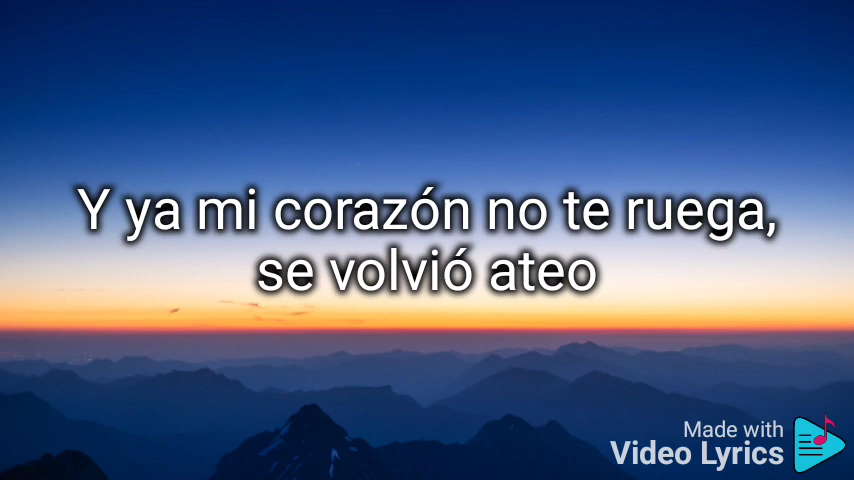 Y ya mi corazón no te ruega,
se volvió ateo
Made with
Video Lyrics